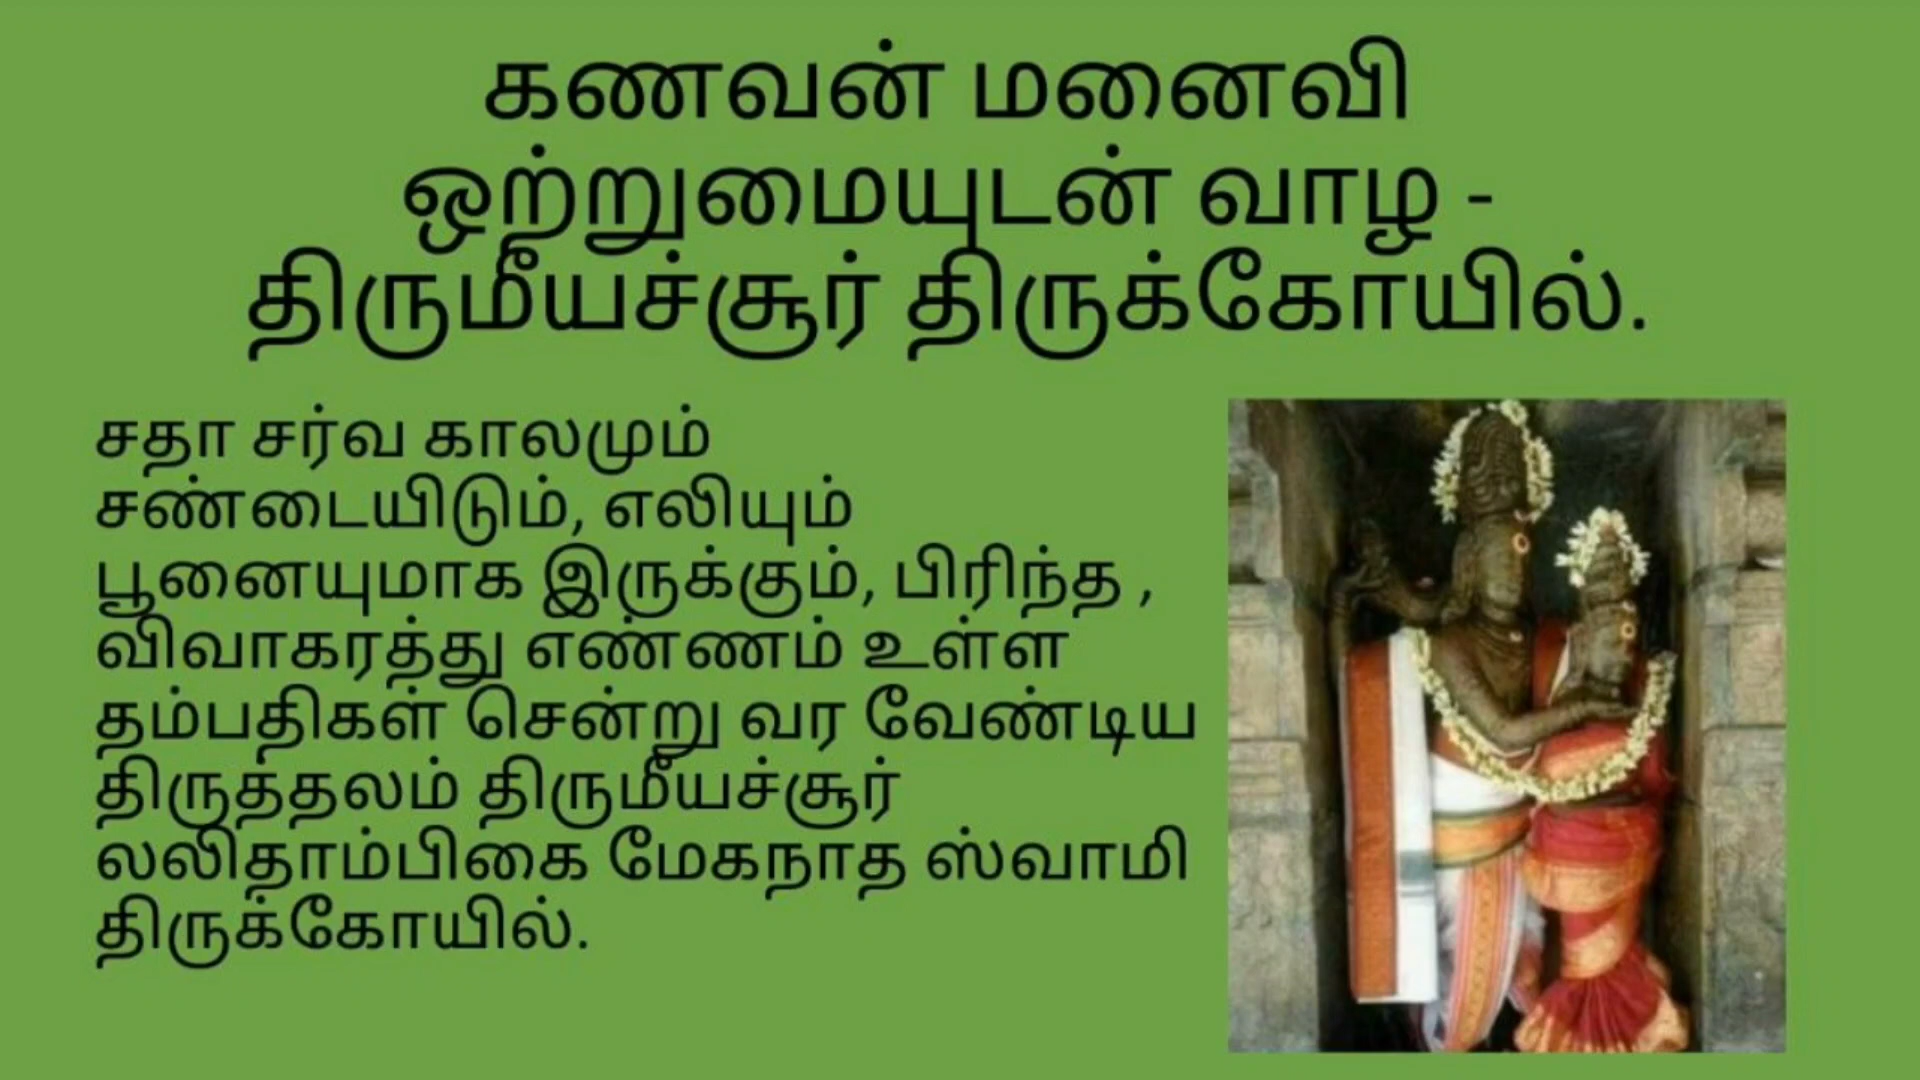 கணவன் மனைவி
ஒற்றுமையுடன் வாழ -
திருமீயச்சூர் திருக்கோயில்.
சதா சர்வ காலமும்
சண்டையிடும், எலியும்
பூனையுமாக இருக்கும், பிரிந்த ,
விவாகரத்து எண்ணம் உள்ள
தம்பதிகள் சென்று வர வேண்டிய
திருத்தலம் திருமீயச்சூர்
லலிதாம்பிகை மேகநாத ஸ்வாமி
திருக்கோயில்.